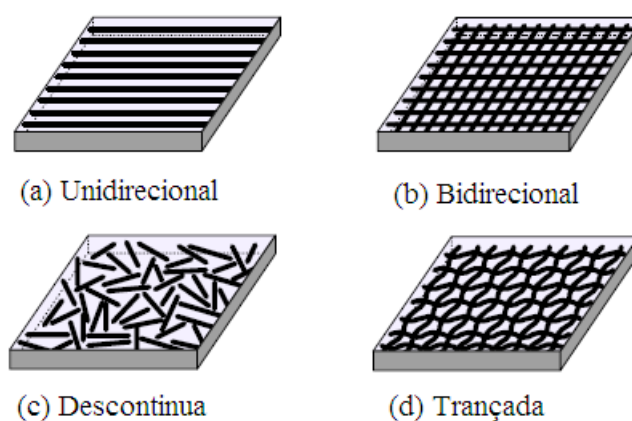 (a) Unidirecional
(b) Bidirecional
(c) Descontinua
(d) Trançada